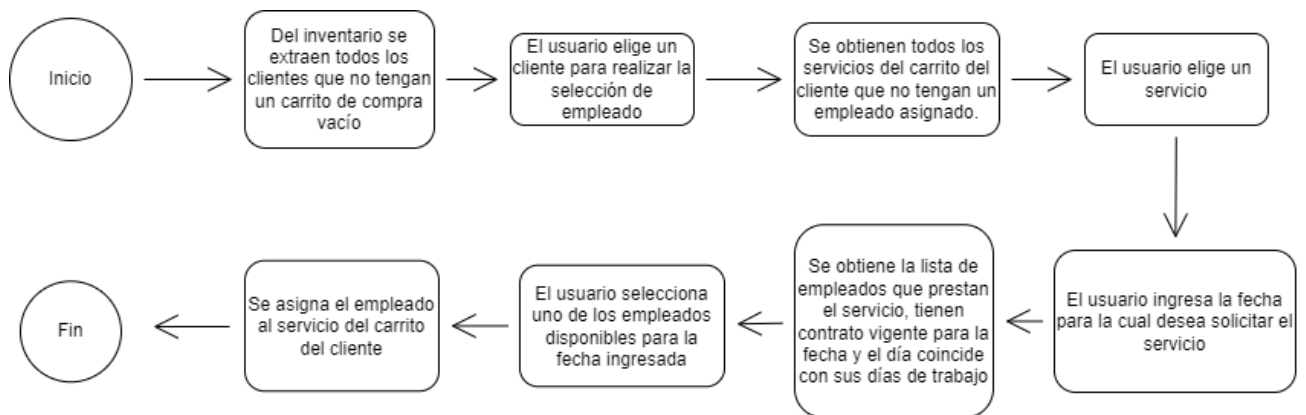 Inicio
Del inventario se
extraen todos los
clientes que no tengan
un carrito de compra
vacío
El usuario elige un
cliente para realizar la
selección de
empleado
Se obtienen todos los
servicios del carrito del
cliente que no tengan un
empleado asignado.
El usuario elige un
servicio
El usuario ingresa la fecha
para la cual desea solicitar el
servicio
Se obtiene la lista de
empleados que prestan
el servicio, tienen
contrato vigente para la
fecha y el día coincide
con sus días de trabajo
El usuario selecciona
uno de los empleados
disponibles para la
fecha ingresada
Se asigna el empleado
al servicio del carrito
del cliente
Fin